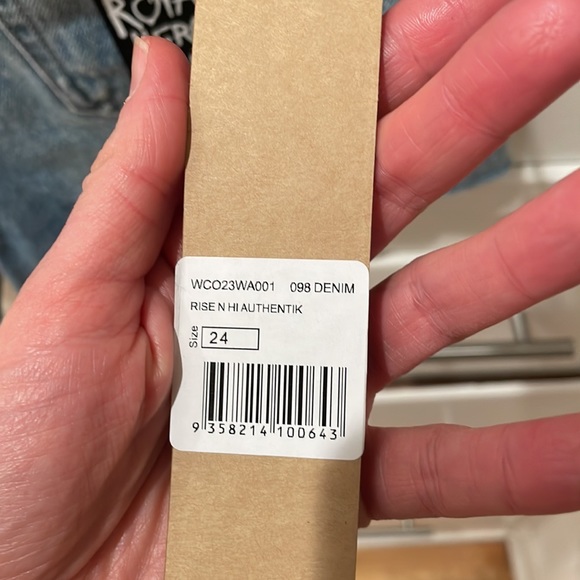 WCO23WA001 098 DENIM
RISE N HI AUTHENTIK
Size 24
9 358214 100643